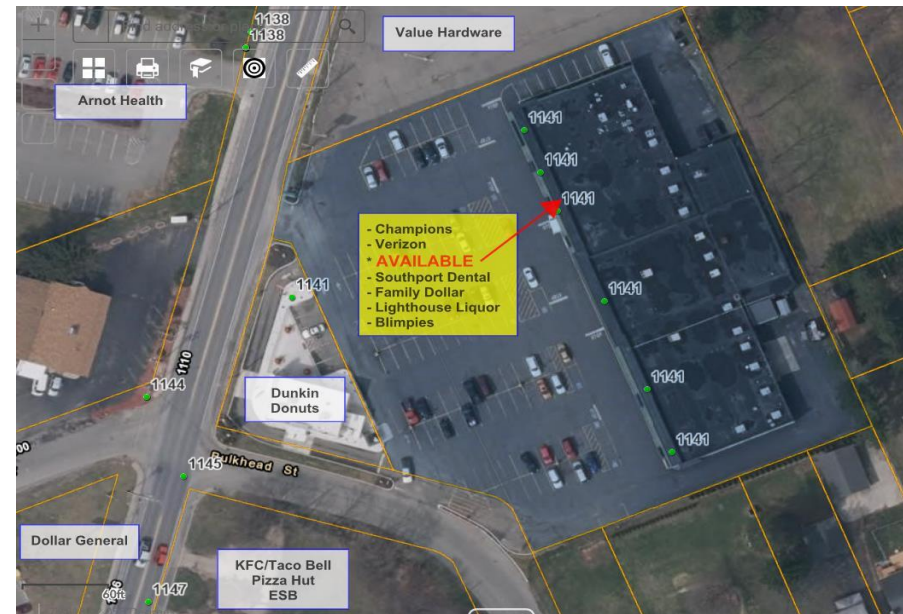 1138
1138
Value Hardware
Arnot Health
1141
1141
1141
- Champions
- Verizon
* AVAILABLE
- Southport Dental
- Family Dollar
- Lighthouse Liquor
- Blimpies
1141
1141
1110
1144
1141
Dunkin
Donuts
1141
Bulkhead St
1145
00
Dollar General
KFC/Taco Bell
Pizza Hut
ESB
60ft
1147